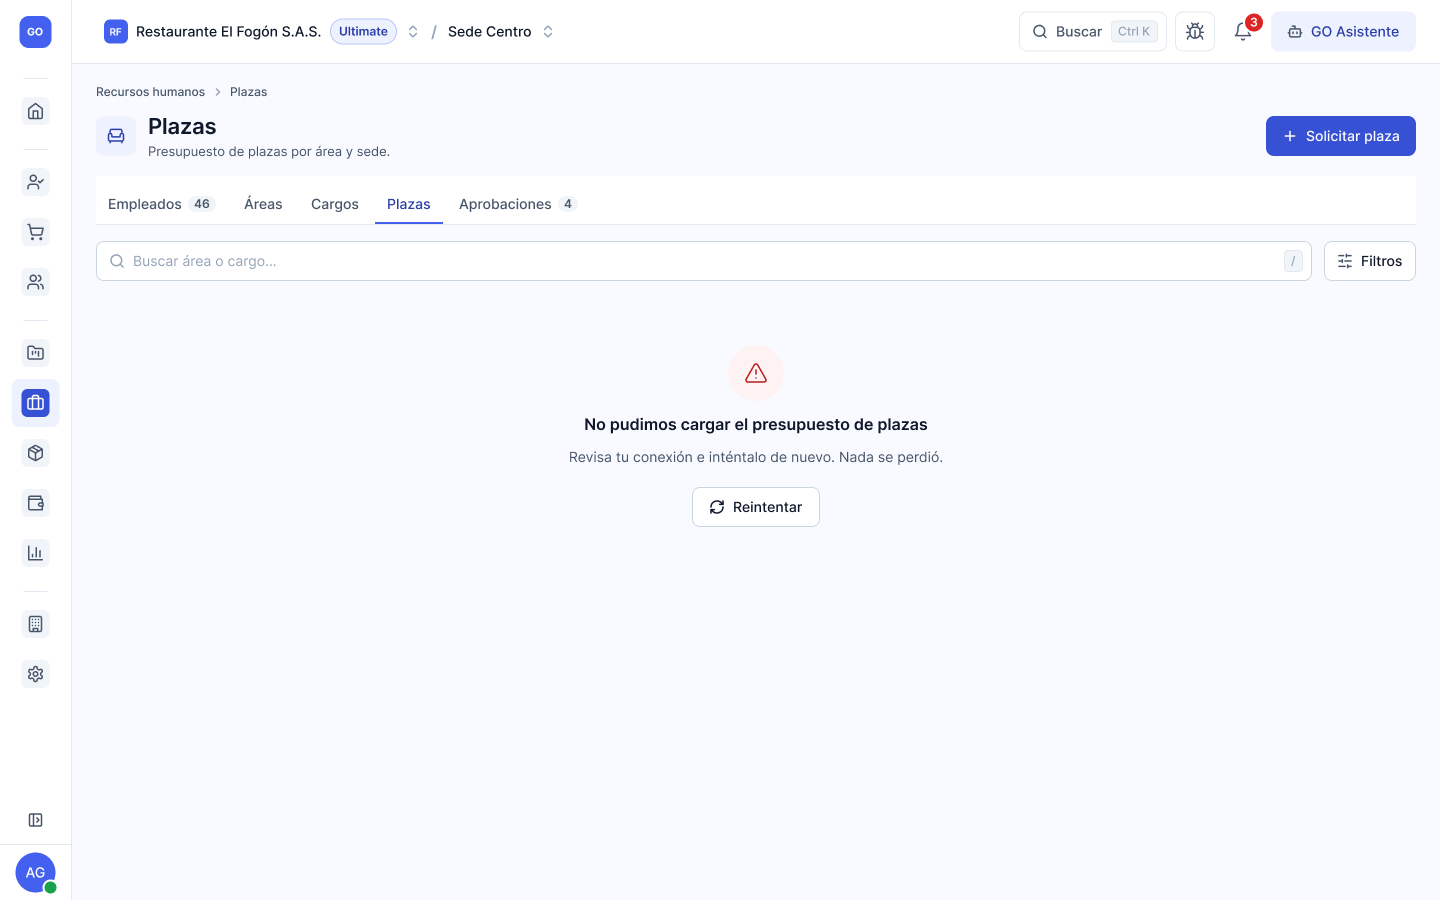 GO
RF
Restaurante El Fogón S.A.S.
Ultimate
/
Sede Centro
Buscar
Ctrl K
3
GO Asistente
Recursos humanos
Plazas
Plazas
Presupuesto de plazas por área y sede.
Solicitar plaza
Empleados 46
Áreas
Cargos
Plazas
Aprobaciones 4
Buscar área o cargo...
/
Filtros
No pudimos cargar el presupuesto de plazas
Revisa tu conexión e inténtalo de nuevo. Nada se perdió.
Reintentar
AG